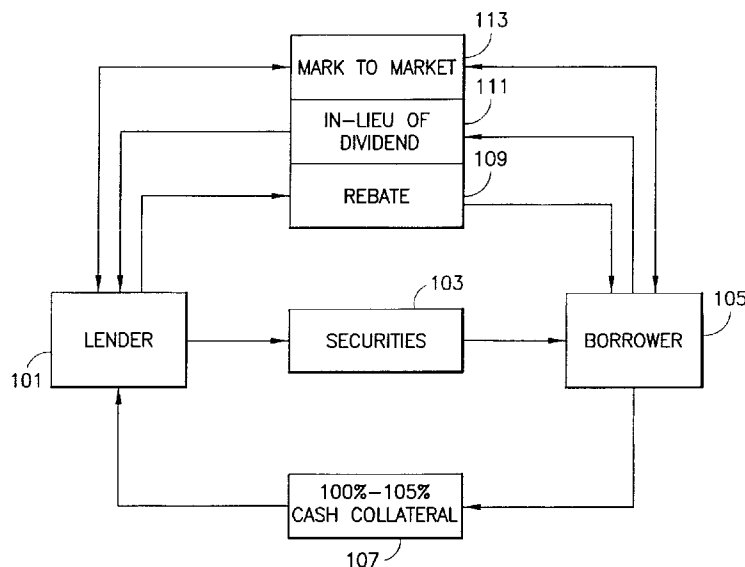 113
MARK TO MARKET
111
IN-LIEU OF
DIVIDEND
109
REBATE
103
105
LENDER
SECURITIES
BORROWER
101
100%-105%
CASH COLLATERAL
107